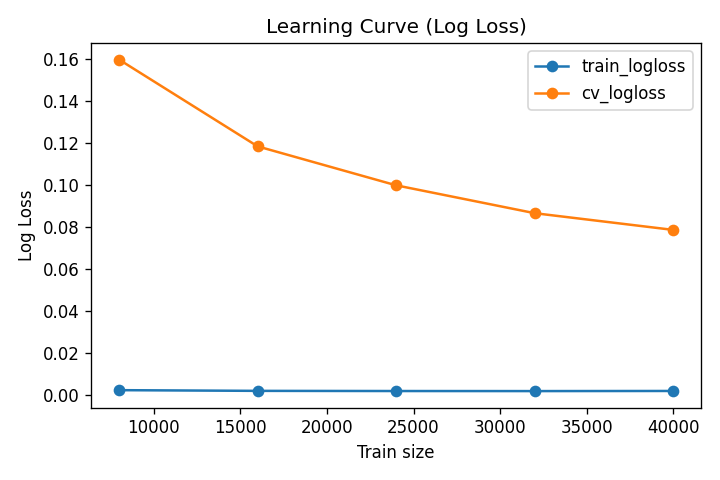 Learning Curve (Log Loss)
train_logloss
cv_logloss
Log Loss
0.16
0.14
0.12
0.10
0.08
0.06
0.04
0.02
0.00
10000 15000 20000 25000 30000 35000 40000
Train size